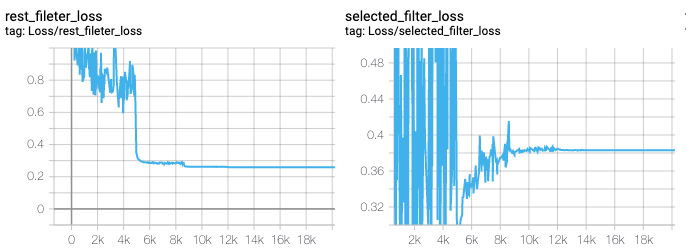 rest_fileter_loss
tag: Loss/rest_fileter_loss
0.8
0.6
0.4
0.2
0
0 2k 4k 6k 8k 10k 12k 14k 16k 18k
selected_filter_loss
tag: Loss/selected_filter_loss
0.48
0.44
0.4
0.36
0.32
2k 4k 6k 8k 10k 12k 14k 16k 18k